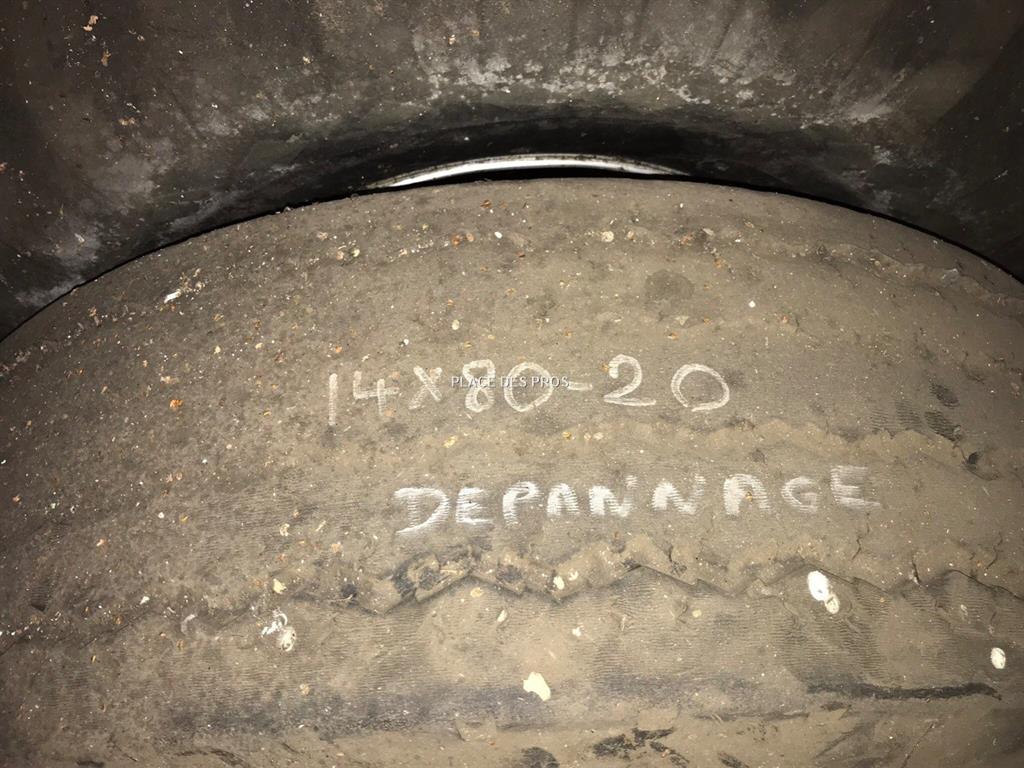 14x80-20
PLACE DES PROS
DEPANNAGE